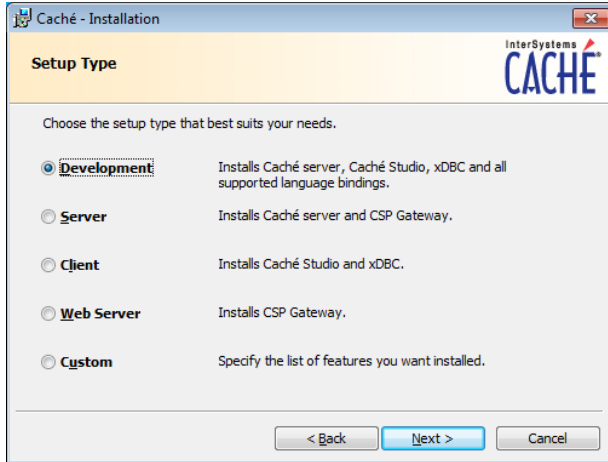 Caché - Installation
Setup Type
InterSystems
CACHÉ
Choose the setup type that best suits your needs.
Development
Installs Caché server, Caché Studio, xDBC and all
supported language bindings.
Server
Installs Caché server and CSP Gateway.
Client
Installs Caché Studio and xDBC.
Web Server
Installs CSP Gateway.
Custom
Specify the list of features you want installed.
< Back
Next >
Cancel